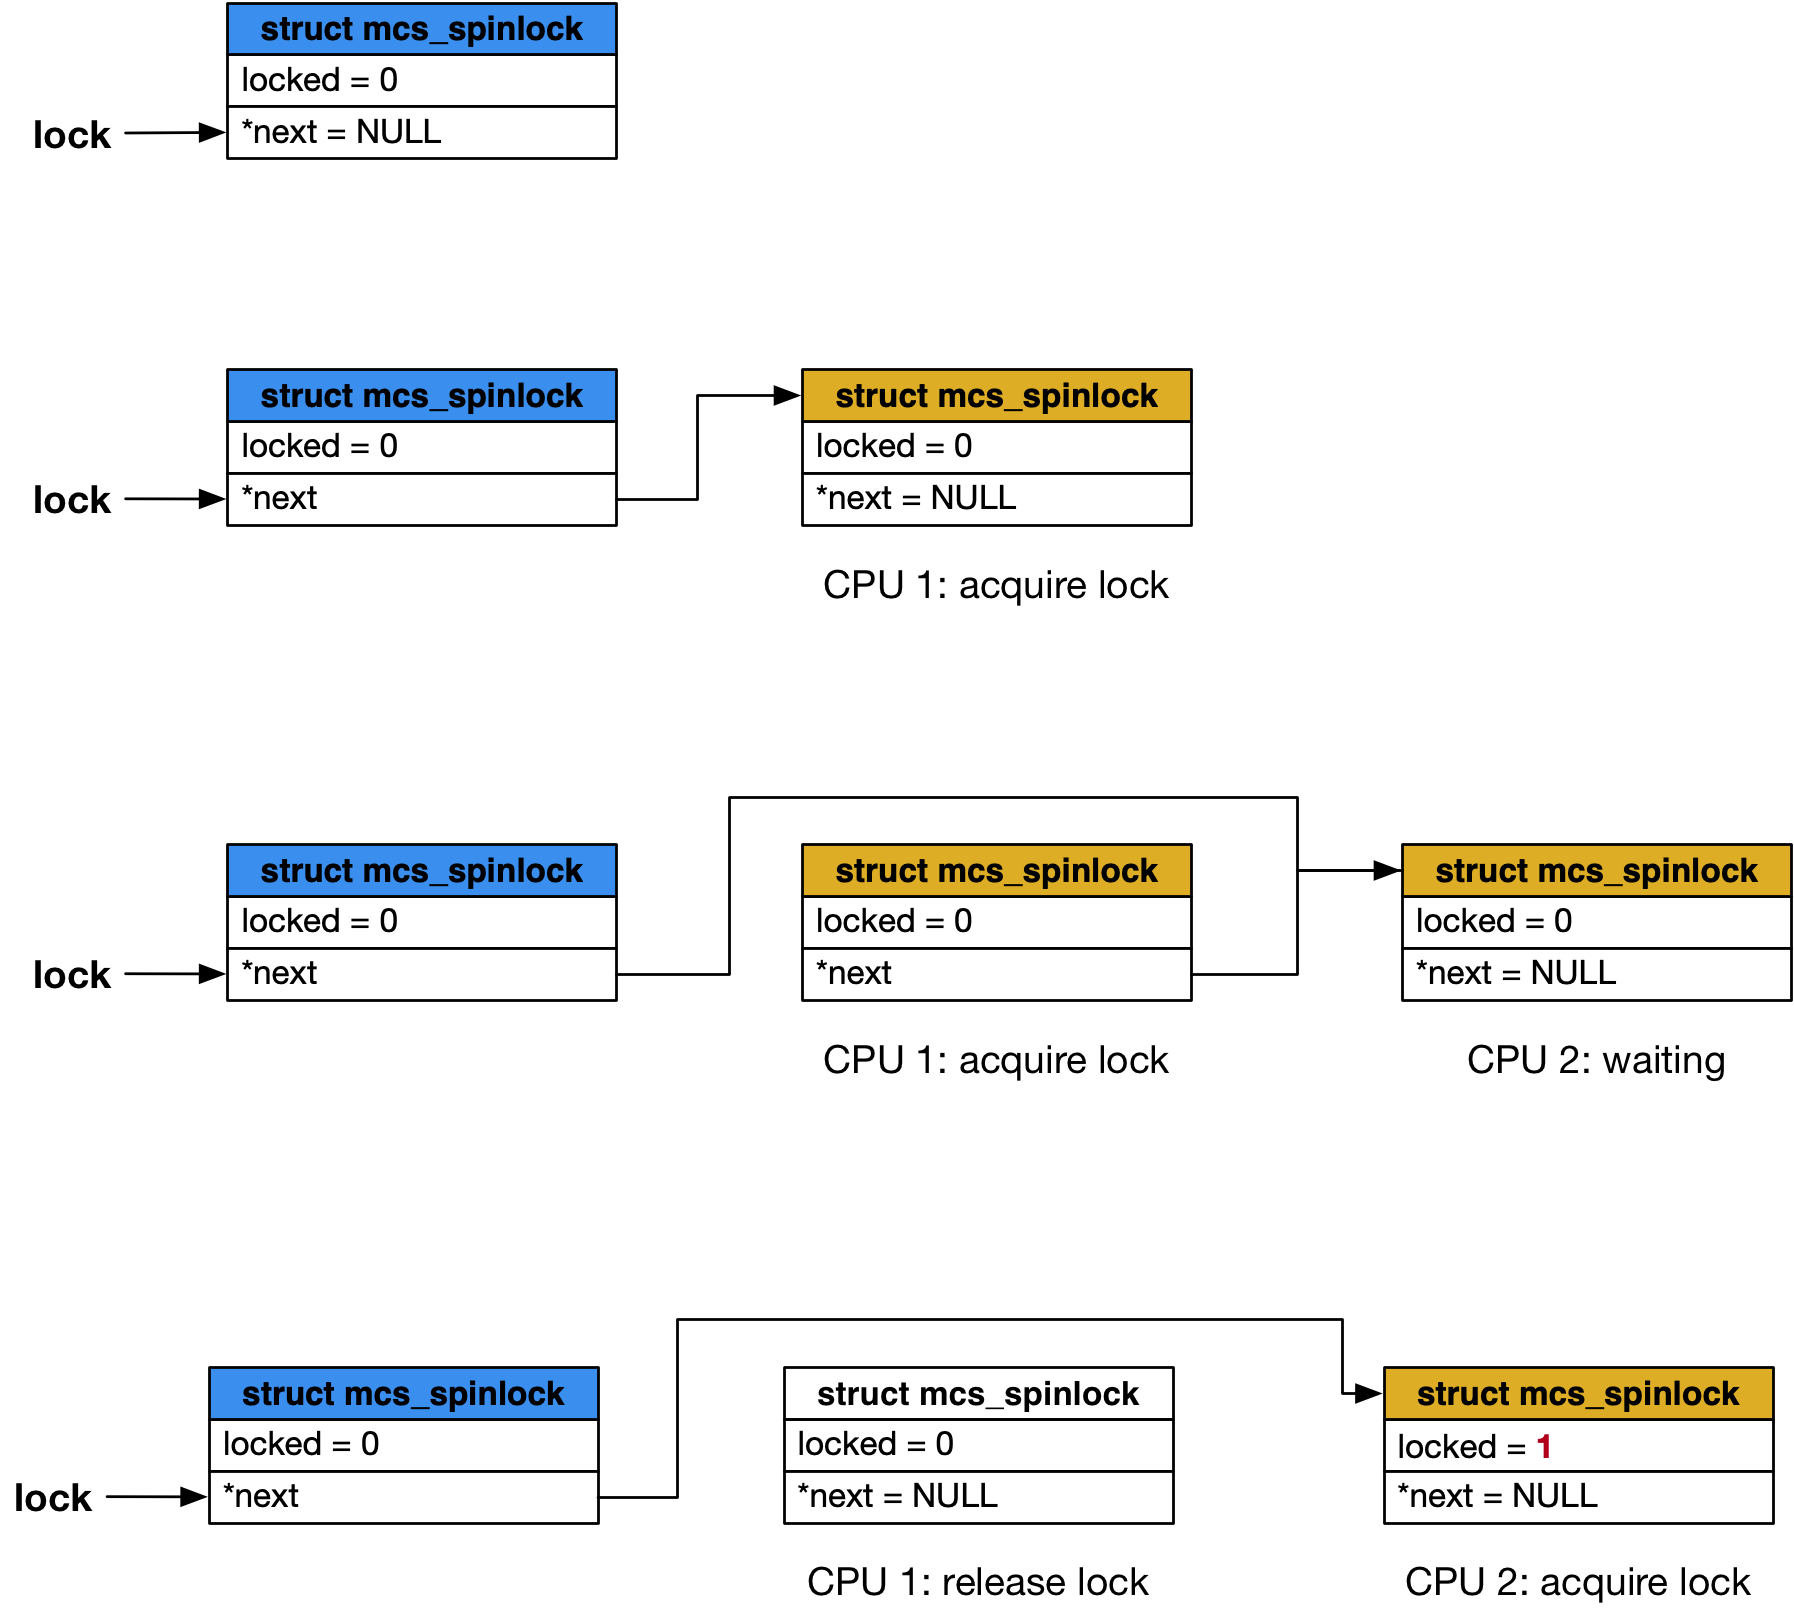 struct mcs_spinlock
locked = 0
lock
*next = NULL
struct mcs_spinlock
struct mcs_spinlock
locked = 0
locked = 0
lock
*next
*next = NULL
CPU 1: acquire lock
struct mcs_spinlock
struct mcs_spinlock
struct mcs_spinlock
locked = 0
locked = 0
locked = 0
lock
*next
*next
*next = NULL
CPU 1: acquire lock
CPU 2: waiting
struct mcs_spinlock
struct mcs_spinlock
struct mcs_spinlock
locked = 0
locked = 0
locked = 1
lock
*next
*next = NULL
*next = NULL
CPU 1: release lock
CPU 2: acquire lock